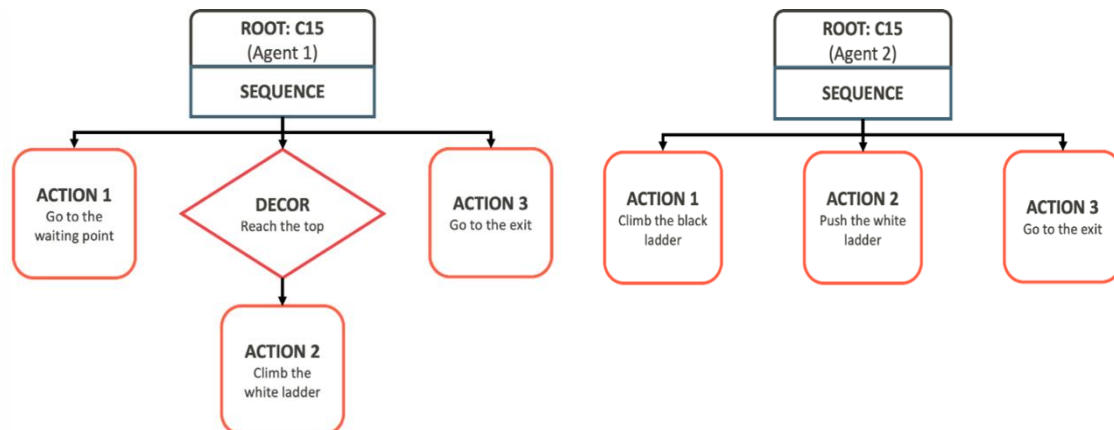 ROOT: C15
(Agent 1)
SEQUENCE
ACTION 1
Go to the
waiting point
DECOR
Reach the top
ACTION 3
Go to the exit
ACTION 2
Climb the
white ladder
ROOT: C15
(Agent 2)
SEQUENCE
ACTION 1
Climb the black
ladder
ACTION 2
Push the white
ladder
ACTION 3
Go to the exit